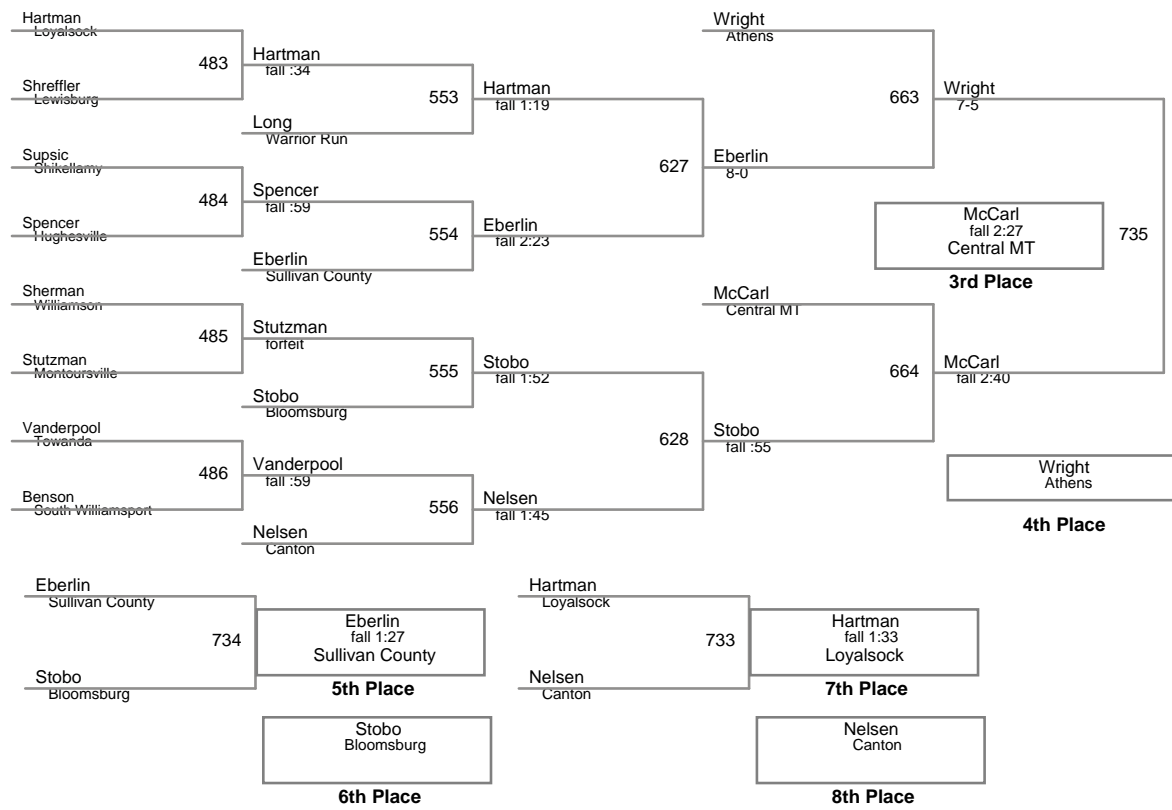 Hartman
Loyalsock
483
Shreffler
Lewisburg
Supsic
Shikellamy
484
Spencer
Hughesville
Sherman
Williamson
485
Stutzman
Montoursville
Vanderpool
Towanda
486
Benson
South Williamsport
Hartman
fall :34
553
Long
Warrior Run
Spencer
fall :59
554
Eberlin
Sullivan County
Stutzman
forfeit
555
Stobo
Bloomsburg
Vanderpool
fall :59
556
Nelsen
Canton
Hartman
fall 1:19
627
Eberlin
fall 2:23
Stobo
fall 1:52
628
Nelsen
fall 1:45
Wright
Athens
663
Eberlin
8-0
McCarl
Central MT
664
Stobo
fall :55
Wright
7-5
735
McCarl
fall 2:40
McCarl
fall 2:27
Central MT
3rd Place
Wright
Athens
4th Place
Eberlin
Sullivan County
734
Stobo
Bloomsburg
Eberlin
fall 1:27
Sullivan County
5th Place
Stobo
Bloomsburg
6th Place
Hartman
Loyalsock
733
Nelsen
Canton
Hartman
fall 1:33
Loyalsock
7th Place
Nelsen
Canton
8th Place